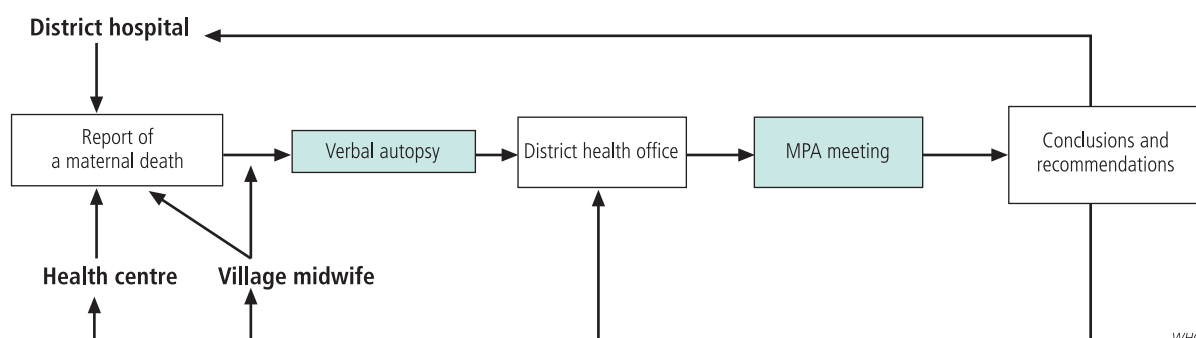 District hospital
Report of
a maternal death
Verbal autopsy
District health office
MPA meeting
Conclusions and
recommendations
Health centre
Village midwife